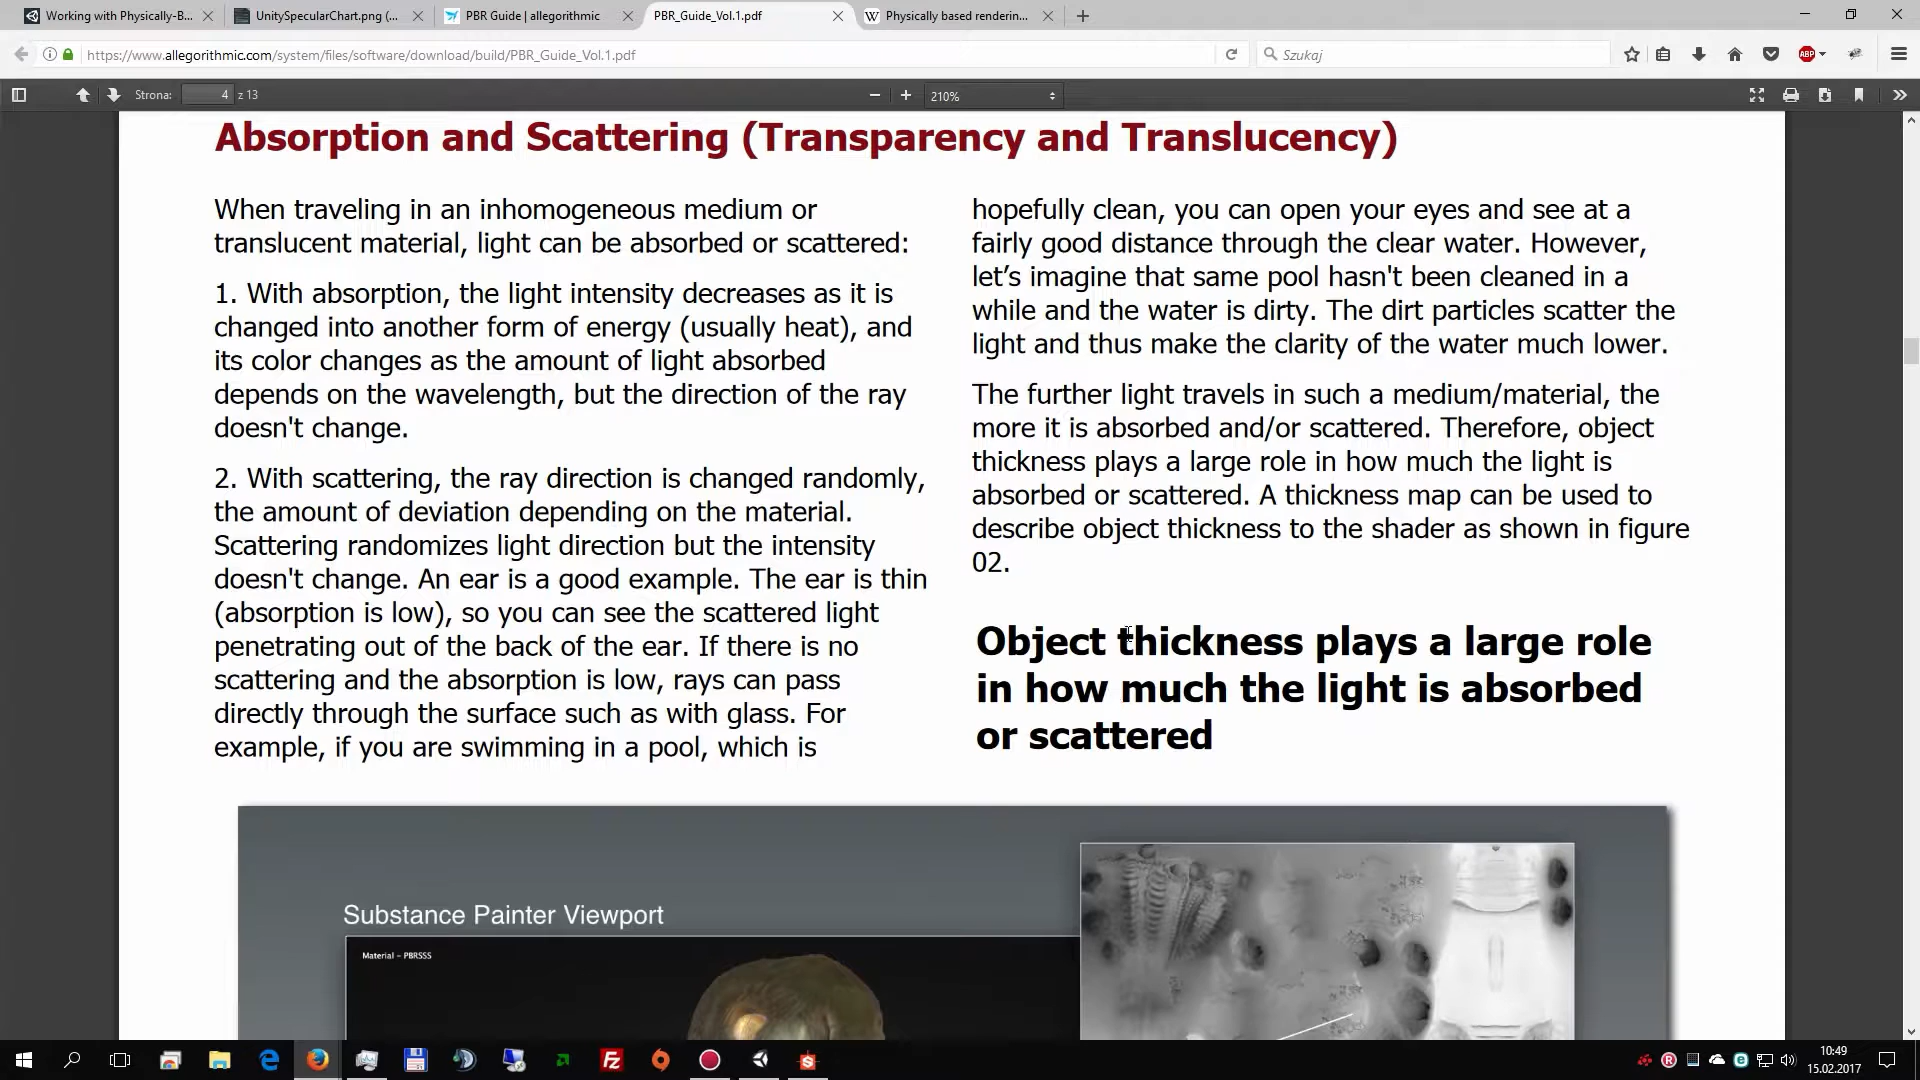 Working with Physically-B...
UnitySpecularChart.png (...
PBR Guide | allegorithmic
PBR_Guide_Vol.1.pdf
Physically based renderin...
https://www.allegorithmic.com/system/files/software/download/build/PBR_Guide_Vol.1.pdf
Szukaj
ABP
Strona:
4
z 13
210%
Absorption and Scattering (Transparency and Translucency)
When traveling in an inhomogeneous medium or
translucent material, light can be absorbed or scattered:
1. With absorption, the light intensity decreases as it is
changed into another form of energy (usually heat), and
its color changes as the amount of light absorbed
depends on the wavelength, but the direction of the ray
doesn't change.
2. With scattering, the ray direction is changed randomly,
the amount of deviation depending on the material.
Scattering randomizes light direction but the intensity
doesn't change. An ear is a good example. The ear is thin
(absorption is low), so you can see the scattered light
penetrating out of the back of the ear. If there is no
scattering and the absorption is low, rays can pass
directly through the surface such as with glass. For
example, if you are swimming in a pool, which is
hopefully clean, you can open your eyes and see at a
fairly good distance through the clear water. However,
let’s imagine that same pool hasn't been cleaned in a
while and the water is dirty. The dirt particles scatter the
light and thus make the clarity of the water much lower.
The further light travels in such a medium/material, the
more it is absorbed and/or scattered. Therefore, object
thickness plays a large role in how much the light is
absorbed or scattered. A thickness map can be used to
describe object thickness to the shader as shown in figure
02.
Object thickness plays a large role
in how much the light is absorbed
or scattered
Substance Painter Viewport
Material - PBRSSS
10:49
15.02.2017